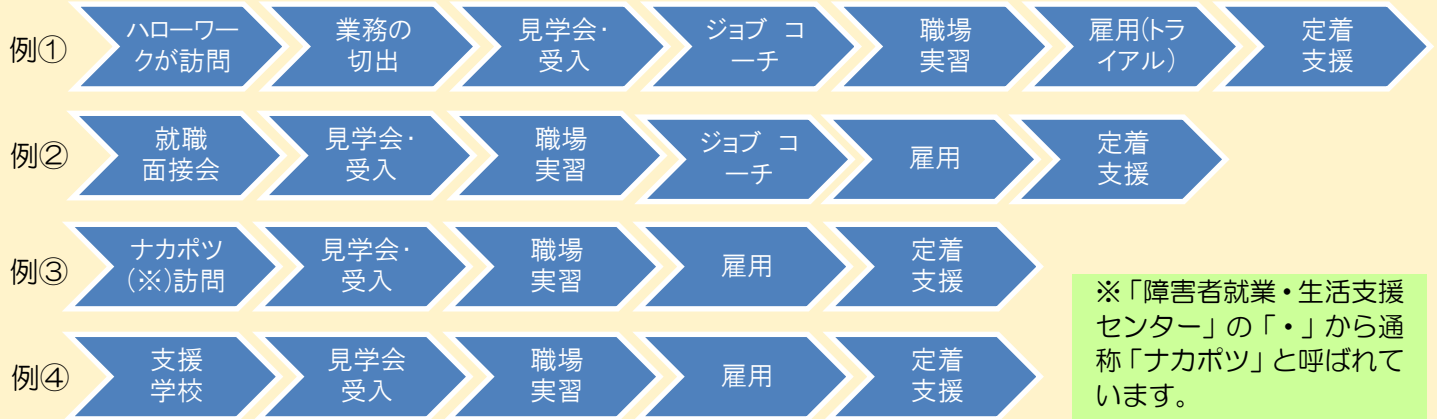 例①
ハローワー
クが訪問
業務の
切出
見学会・
受入
ジョブ コ
ーチ
職場
実習
雇用(トラ
イアル)
定着
支援
例②
就職
面接会
見学会・
受入
職場
実習
ジョブ コ
ーチ
雇用
定着
支援
例③
ナカポツ
(※)訪問
見学会・
受入
職場
実習
雇用
定着
支援
例④
支援
学校
見学会
受入
職場
実習
雇用
定着
支援
※「障害者就業・生活支援
センター」の「・」から通
称「ナカポツ」と呼ばれて
います。